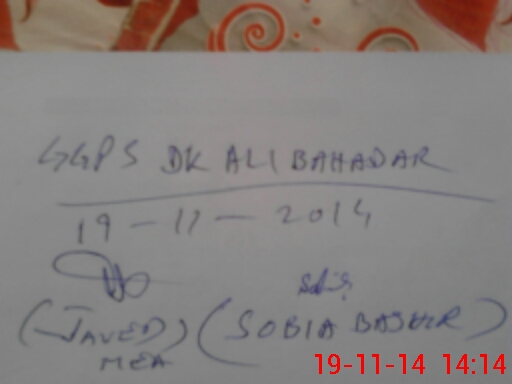 GGPS DK ALI BAHADAR
19-11-2014
(JAVED) (SOBIA BASHIR)
MEA
19-11-14 14:14